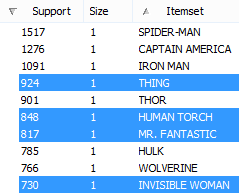 Support Size Itemset
1517 1 SPIDER-MAN
1276 1 CAPTAIN AMERICA
1091 1 IRON MAN
924 1 THING
901 1 THOR
848 1 HUMAN TORCH
817 1 MR. FANTASTIC
785 1 HULK
766 1 WOLVERINE
730 1 INVISIBLE WOMAN